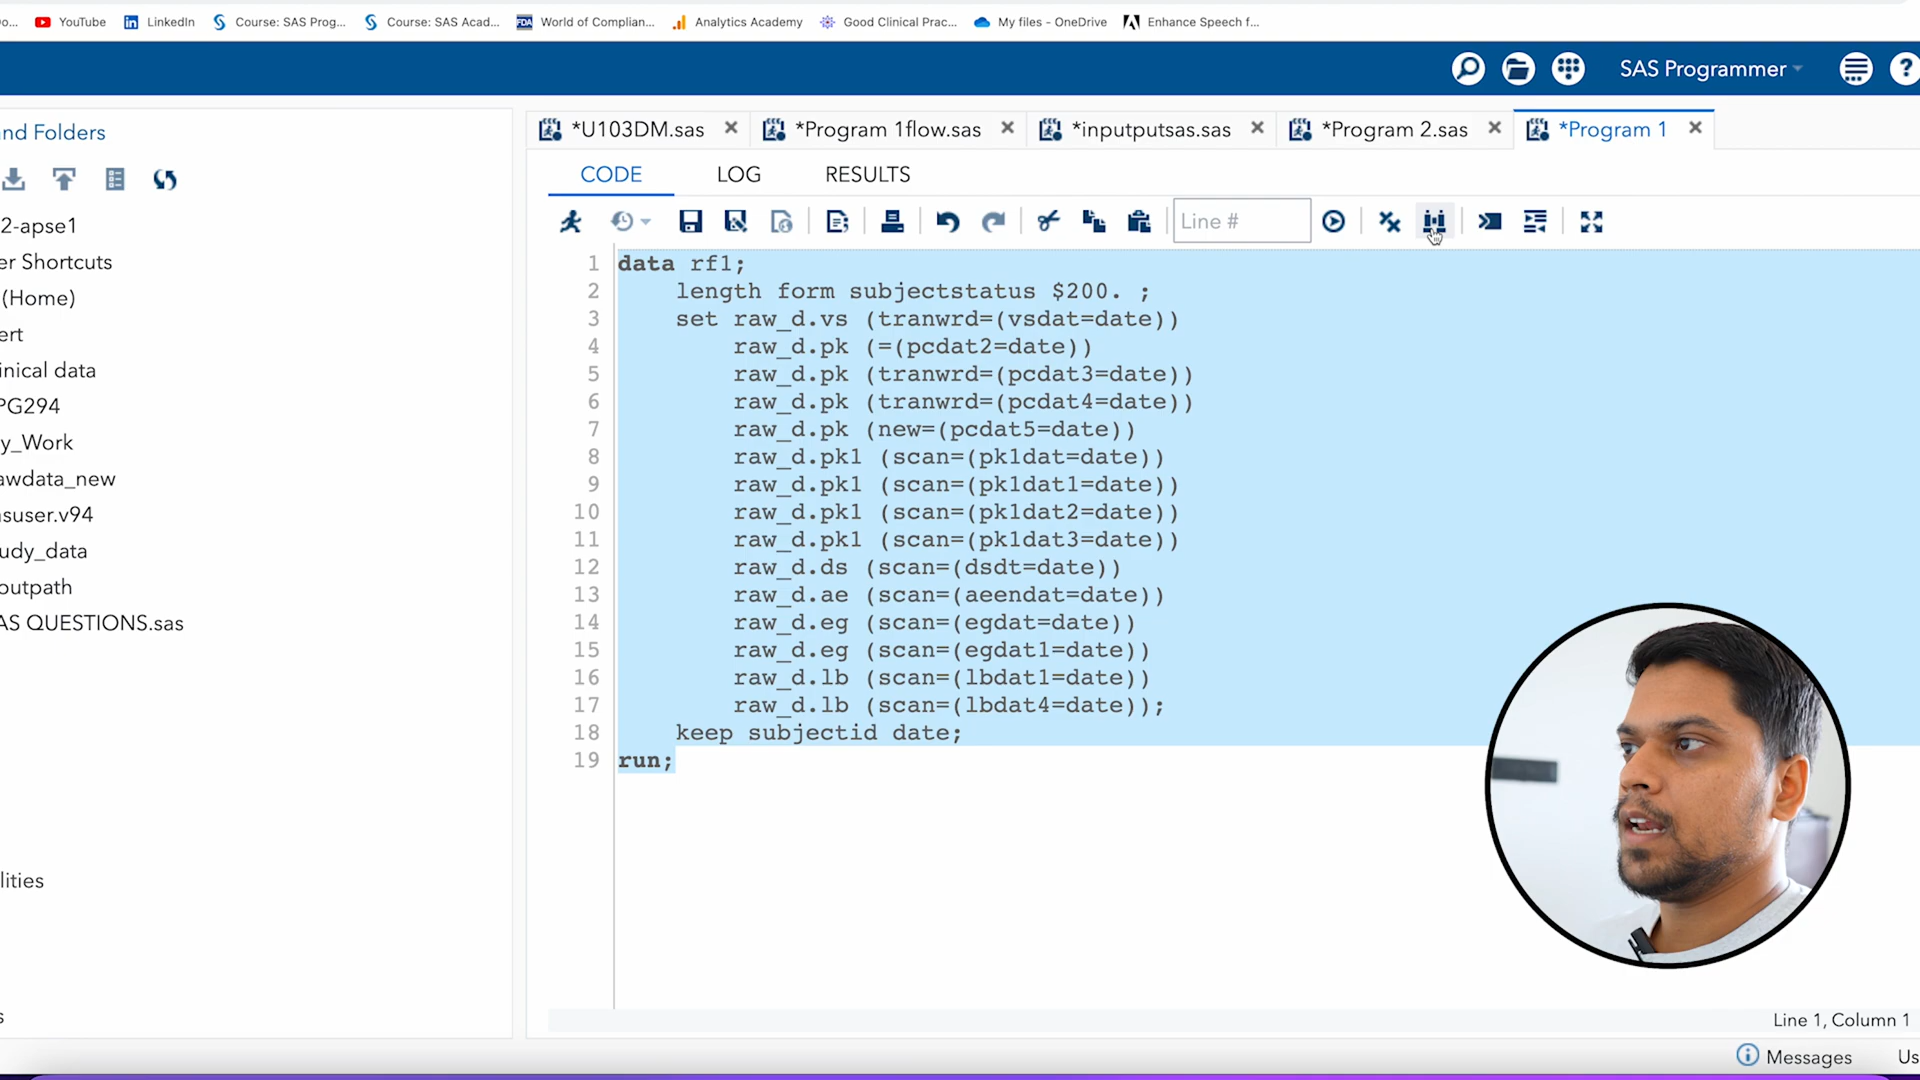 YouTube LinkedIn Course: SAS Prog... Course: SAS Acad... World of Complian... Analytics Academy Good Clinical Prac... My files - OneDrive Enhance Speech f...
SAS Programmer
and Folders
2-apse1
er Shortcuts
(Home)
ert
inical data
PG294
y_Work
awdata_new
asuser.v94
udy_data
outpath
AS QUESTIONS.sas
lities
s
*U103DM.sas *Program 1flow.sas *inputputsas.sas *Program 2.sas *Program 1
CODE LOG RESULTS
Line #
1 data rf1;
2 length form subjectstatus $200. ;
3 set raw_d.vs (tranwrd=(vsdat=date))
4 raw_d.pk (=(pcdat2=date))
5 raw_d.pk (tranwrd=(pcdat3=date))
6 raw_d.pk (tranwrd=(pcdat4=date))
7 raw_d.pk (new=(pcdat5=date))
8 raw_d.pk1 (scan=(pk1dat=date))
9 raw_d.pk1 (scan=(pk1dat1=date))
10 raw_d.pk1 (scan=(pk1dat2=date))
11 raw_d.pk1 (scan=(pk1dat3=date))
12 raw_d.ds (scan=(dsdt=date))
13 raw_d.ae (scan=(aeendat=date))
14 raw_d.eg (scan=(egdat=date))
15 raw_d.eg (scan=(egdat1=date))
16 raw_d.lb (scan=(lbdat1=date))
17 raw_d.lb (scan=(lbdat4=date));
18 keep subjectid date;
19 run;
Line 1, Column 1
Messages Us